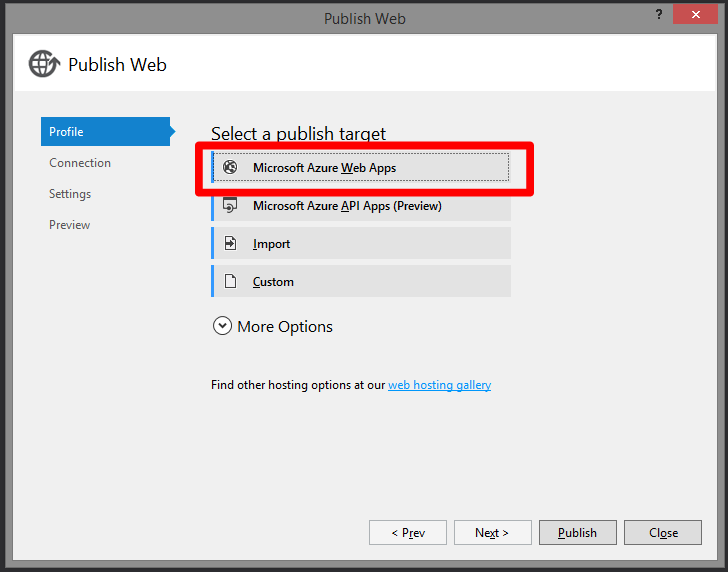 Publish Web
?
Publish Web
Profile
Connection
Settings
Preview
Select a publish target
Microsoft Azure Web Apps
Microsoft Azure API Apps (Preview)
Import
Custom
More Options
Find other hosting options at our web hosting gallery
< Prev
Next >
Publish
Close